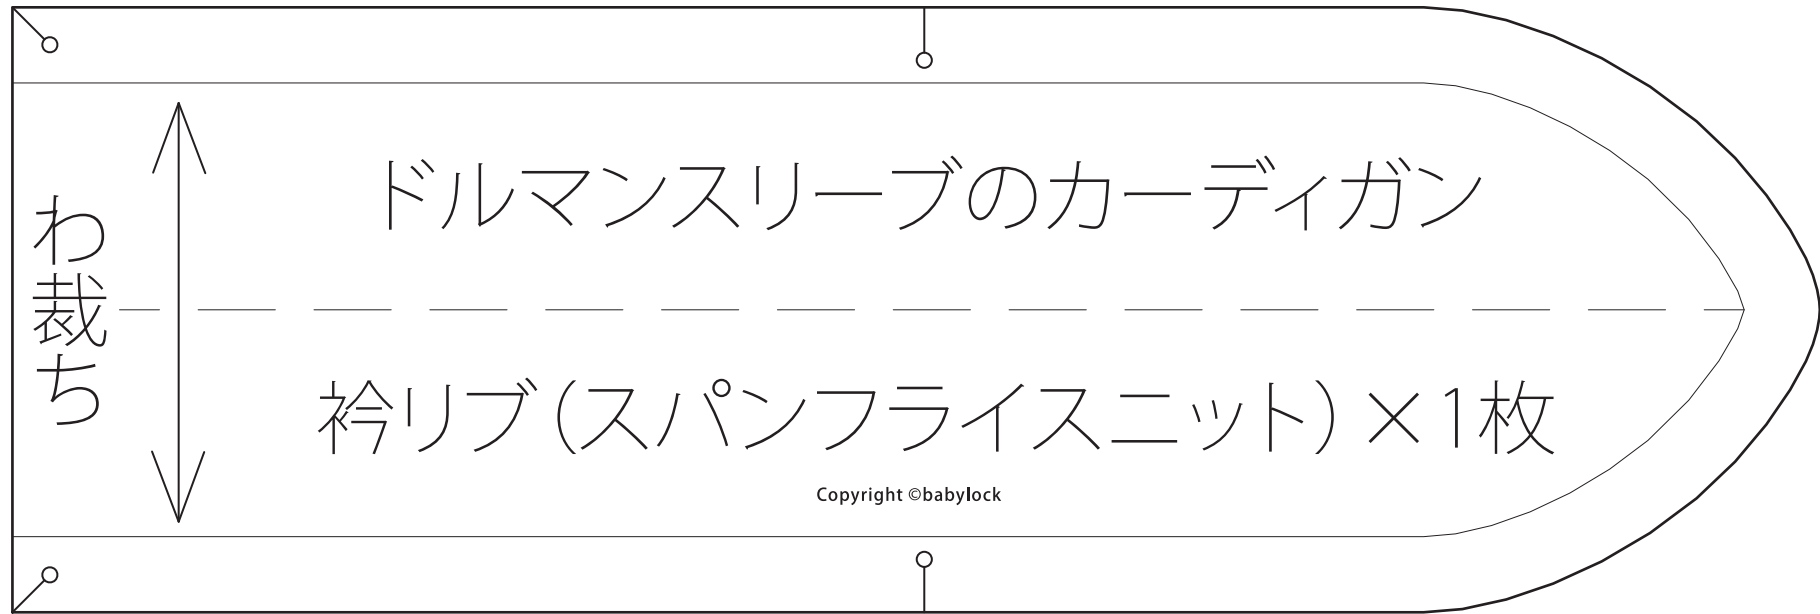 わ裁ち
ドルマンスリーブのカーディガン
衿リブ(スパンフライスニット)×1枚
Copyright ©babylock